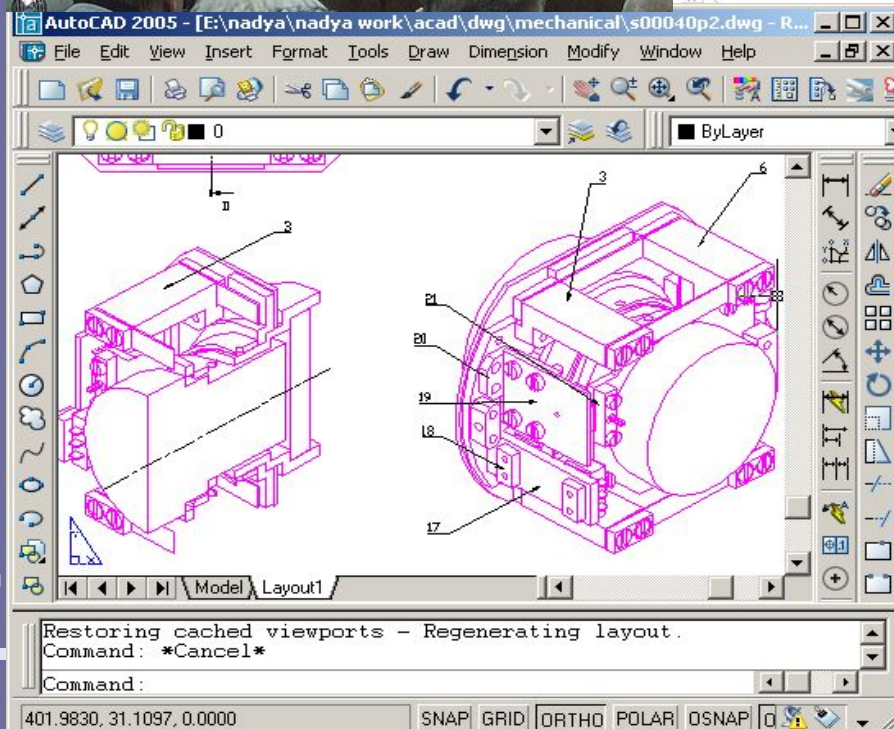 AutoCAD 2005 - [E:\nadya\nadya work\acad\dwg\mechanical\s00040p2.dwg - R...
File Edit View Insert Format Tools Draw Dimension Modify Window Help
0 ByLayer
D
3 6
3
21
20
19
18
17
Model Layout1
Restoring cached viewports - Regenerating layout.
Command: *Cancel*
Command:
401.9830, 31.1097, 0.0000 SNAP GRID ORTHO POLAR OSNAP O